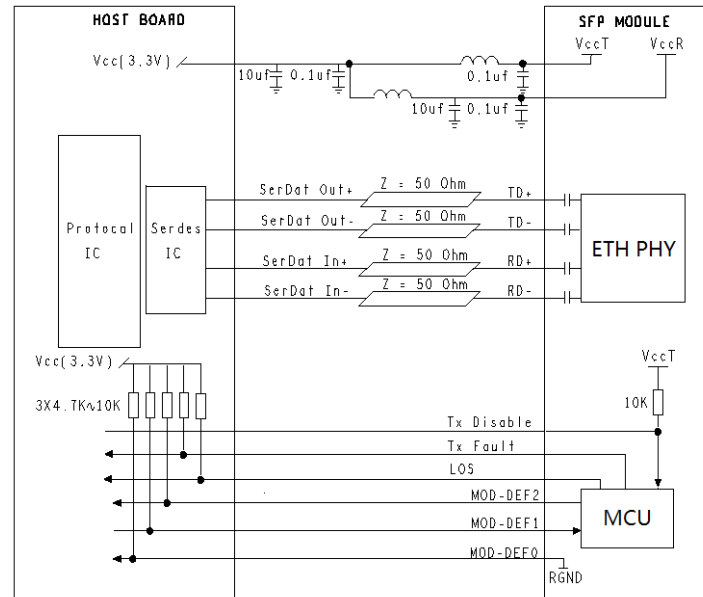 HOST BOARD
SFP MODULE
Vcc(3.3V)
VccT
VccR
10uf
0.1uf
0.1uf
10uf
0.1uf
Protocal
IC
Serdes
IC
SerDat Out+
Z = 50 Ohm
TD+
SerDat Out-
Z = 50 Ohm
TD-
SerDat In+
Z = 50 Ohm
RD+
SerDat In-
Z = 50 Ohm
RD-
ETH PHY
Vcc(3.3V)
3X4.7K~10K
VccT
10K
Tx Disable
Tx Fault
LOS
MOD-DEF2
MOD-DEF1
MOD-DEF0
MCU
RGND